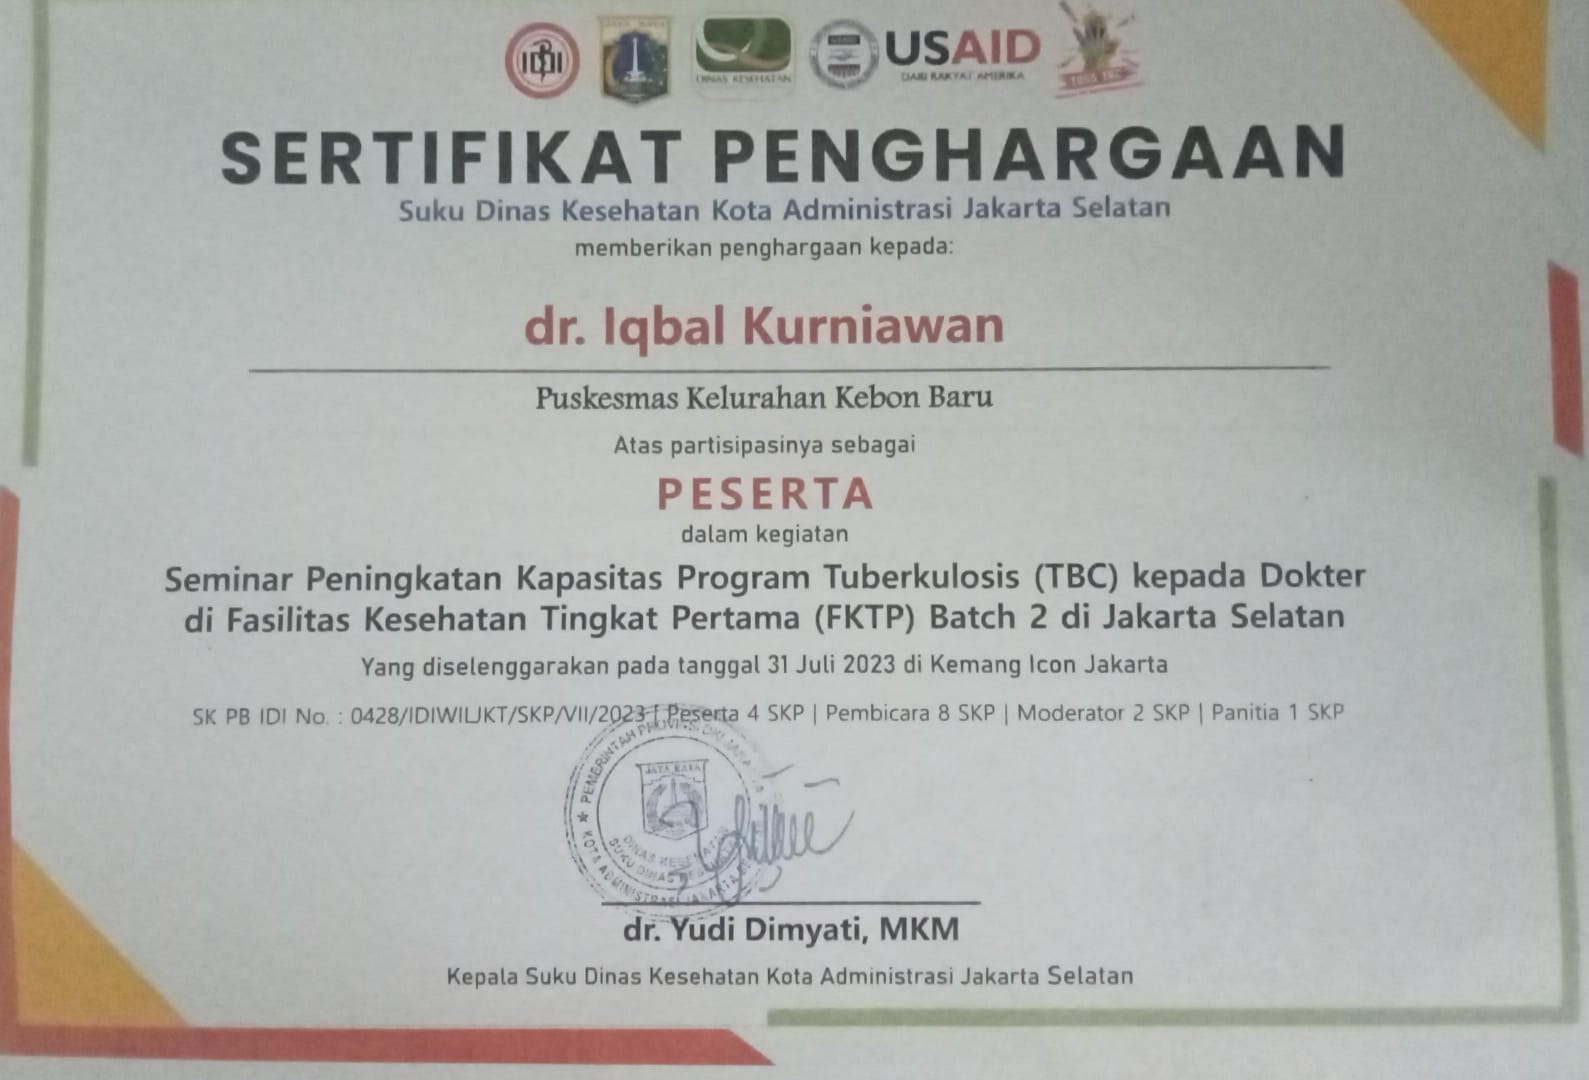 IDI
JAYA RAYA
DINAS KESEHATAN
USAID
DARI RAKYAT AMERIKA
TOSS TBC
SERTIFIKAT PENGHARGAAN
Suku Dinas Kesehatan Kota Administrasi Jakarta Selatan
memberikan penghargaan kepada:
dr. Iqbal Kurniawan
Puskesmas Kelurahan Kebon Baru
Atas partisipasinya sebagai
PESERTA
dalam kegiatan
Seminar Peningkatan Kapasitas Program Tuberkulosis (TBC) kepada Dokter
di Fasilitas Kesehatan Tingkat Pertama (FKTP) Batch 2 di Jakarta Selatan
Yang diselenggarakan pada tanggal 31 Juli 2023 di Kemang Icon Jakarta
SK PB IDI No. : 0428/IDIWILJKT/SKP/VII/2023 | Peserta 4 SKP | Pembicara 8 SKP | Moderator 2 SKP | Panitia 1 SKP
PEMERINTAH PROVINSI DKI JAKARTA
JAYA RAYA
DINAS KESEHATAN
SUKU DINAS KESEHATAN
KOTA ADMINISTRASI JAKARTA
dr. Yudi Dimyati, MKM
Kepala Suku Dinas Kesehatan Kota Administrasi Jakarta Selatan